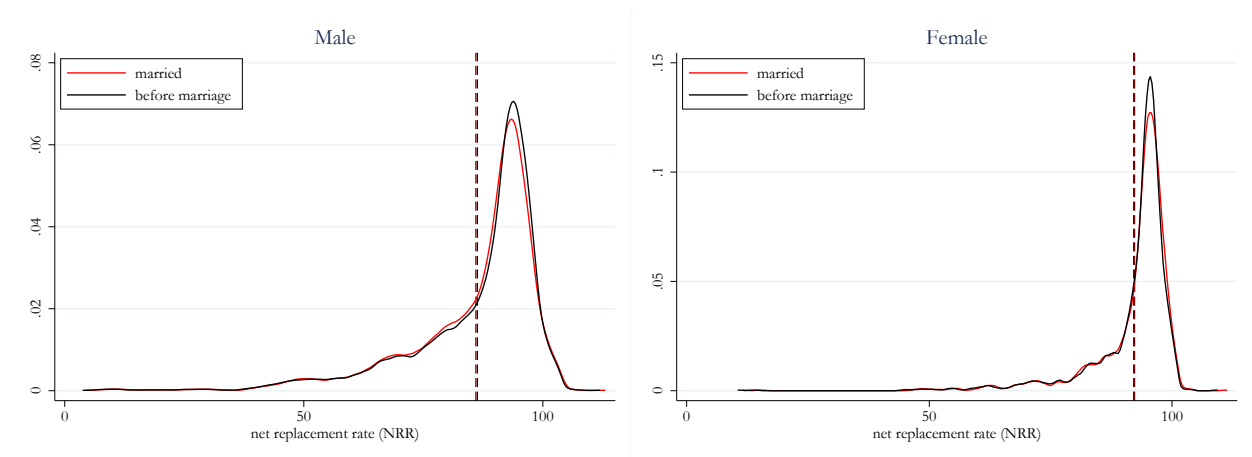 Male
married
before marriage
.08
.06
.04
.02
0
0
50
100
net replacement rate (NRR)
Female
married
before marriage
.15
.1
.05
0
0
50
100
net replacement rate (NRR)